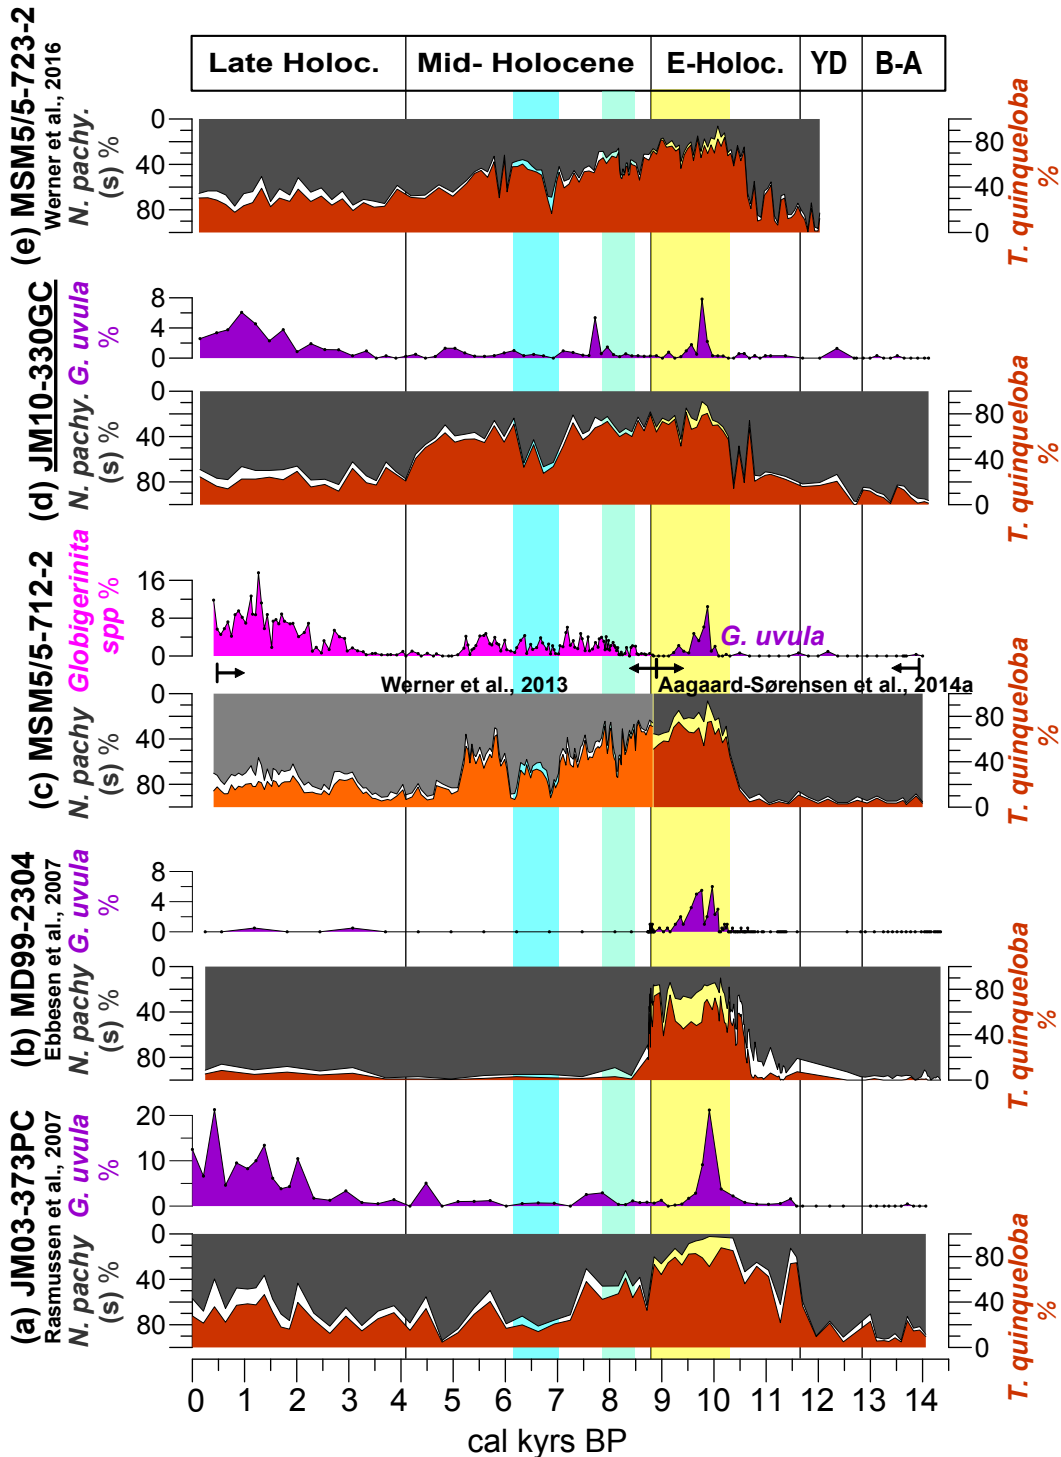 Late Holoc. Mid- Holocene E-Holoc. YD B-A
(e) MSM5/5-723-2
Werner et al., 2016
N. pachy.
(s) %
0
40
80
80
40
0
T. quinqueloba
%
(d) JM10-330GC
G. uvula
%
8
4
0
N. pachy.
(s) %
0
40
80
80
40
0
T. quinqueloba
%
(c) MSM5/5-712-2
Globigerinita
spp %
16
8
0
G. uvula
Werner et al., 2013
Aagaard-Sørensen et al., 2014a
N. pachy
(s) %
0
40
80
80
40
0
T. quinqueloba
%
(b) MD99-2304
Ebbesen et al., 2007
G. uvula
%
8
4
0
N. pachy
(s) %
0
40
80
80
40
0
T. quinqueloba
%
(a) JM03-373PC
Rasmussen et al., 2007
G. uvula
%
20
10
0
N. pachy
(s) %
0
40
80
80
40
0
T. quinqueloba
%
0 1 2 3 4 5 6 7 8 9 10 11 12 13 14
cal kyrs BP